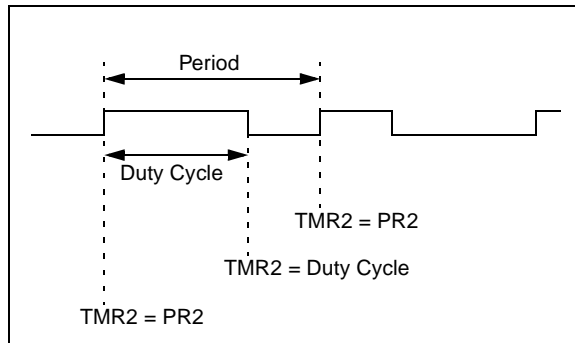 Period
Duty Cycle
TMR2 = PR2
TMR2 = Duty Cycle
TMR2 = PR2